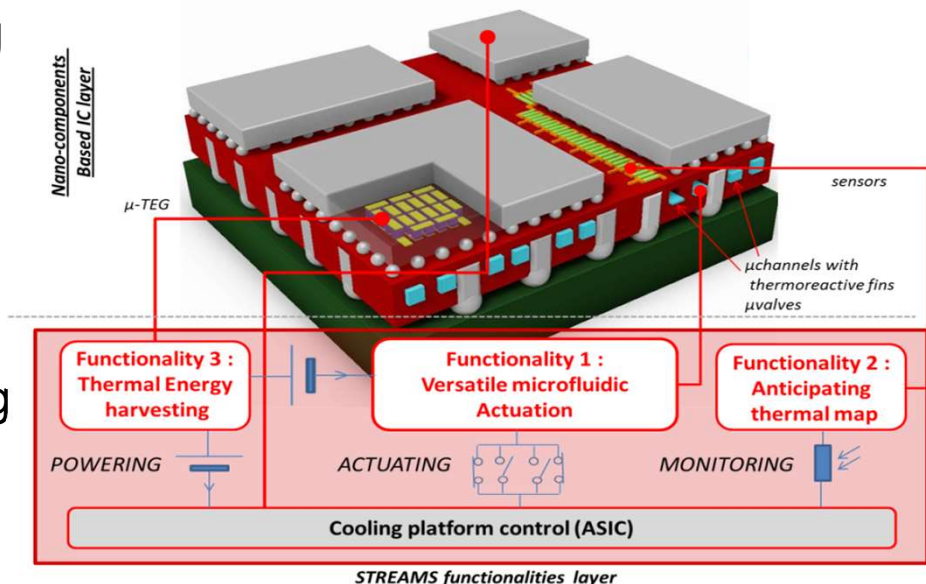 Nano-components
Based IC layer
µ-TEG
sensors
µchannels with
thermoreactive fins
µvalves
Functionality 3 :
Thermal Energy
harvesting
Functionality 1 :
Versatile microfluidic
Actuation
Functionality 2 :
Anticipating
thermal map
POWERING
ACTUATING
MONITORING
Cooling platform control (ASIC)
STREAMS functionalities layer